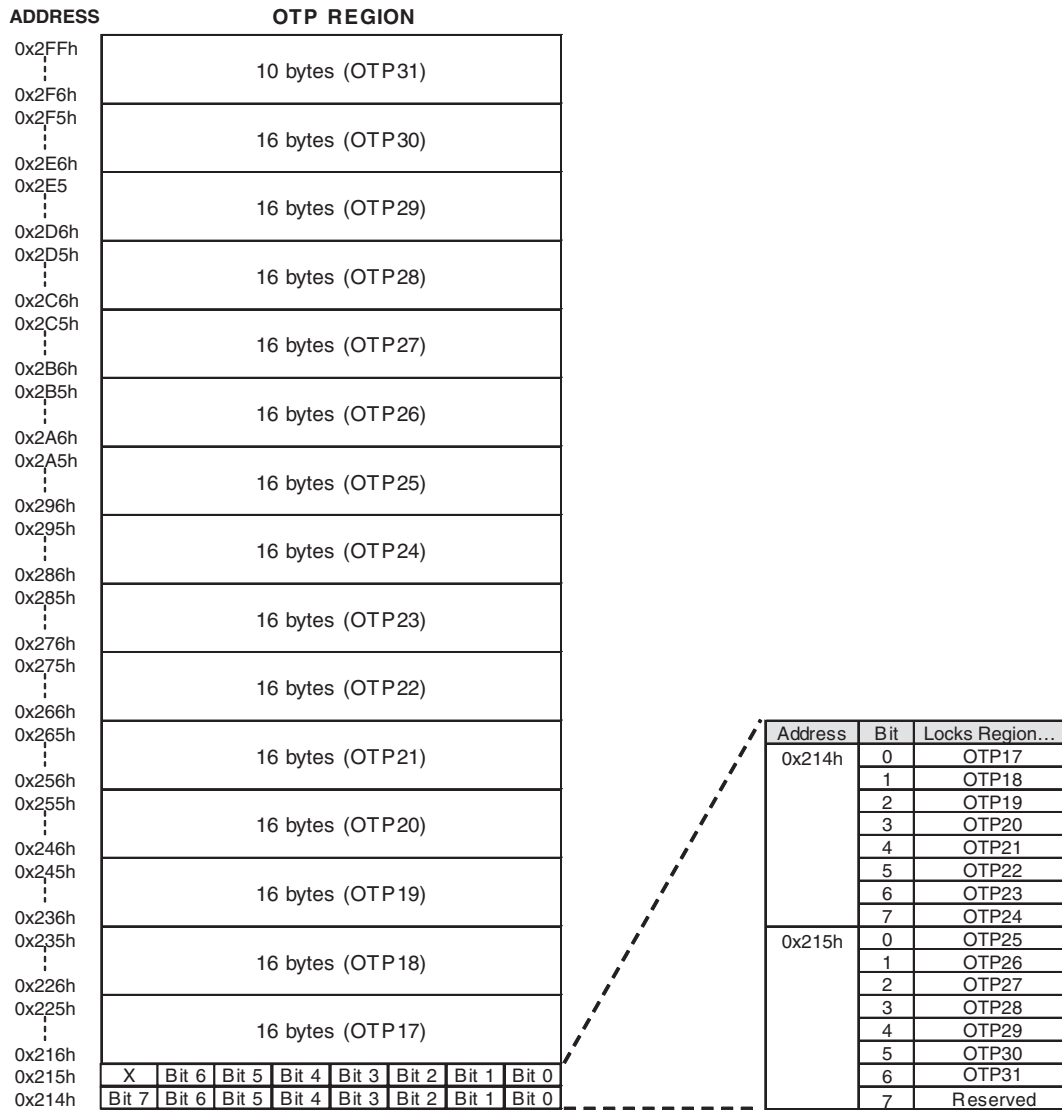 ADDRESS OTP REGION
0x2FFh
10 bytes (OTP31)
0x2F6h
0x2F5h
16 bytes (OTP30)
0x2E6h
0x2E5
16 bytes (OTP29)
0x2D6h
0x2D5h
16 bytes (OTP28)
0x2C6h
0x2C5h
16 bytes (OTP27)
0x2B6h
0x2B5h
16 bytes (OTP26)
0x2A6h
0x2A5h
16 bytes (OTP25)
0x296h
0x295h
16 bytes (OTP24)
0x286h
0x285h
16 bytes (OTP23)
0x276h
0x275h
16 bytes (OTP22)
0x266h
0x265h
16 bytes (OTP21)
0x256h
0x255h
16 bytes (OTP20)
0x246h
0x245h
16 bytes (OTP19)
0x236h
0x235h
16 bytes (OTP18)
0x226h
0x225h
16 bytes (OTP17)
0x216h
0x215h X Bit 6 Bit 5 Bit 4 Bit 3 Bit 2 Bit 1 Bit 0
0x214h Bit 7 Bit 6 Bit 5 Bit 4 Bit 3 Bit 2 Bit 1 Bit 0
Address Bit Locks Region…
0x214h 0 OTP17
1 OTP18
2 OTP19
3 OTP20
4 OTP21
5 OTP22
6 OTP23
7 OTP24
0x215h 0 OTP25
1 OTP26
2 OTP27
3 OTP28
4 OTP29
5 OTP30
6 OTP31
7 Reserved